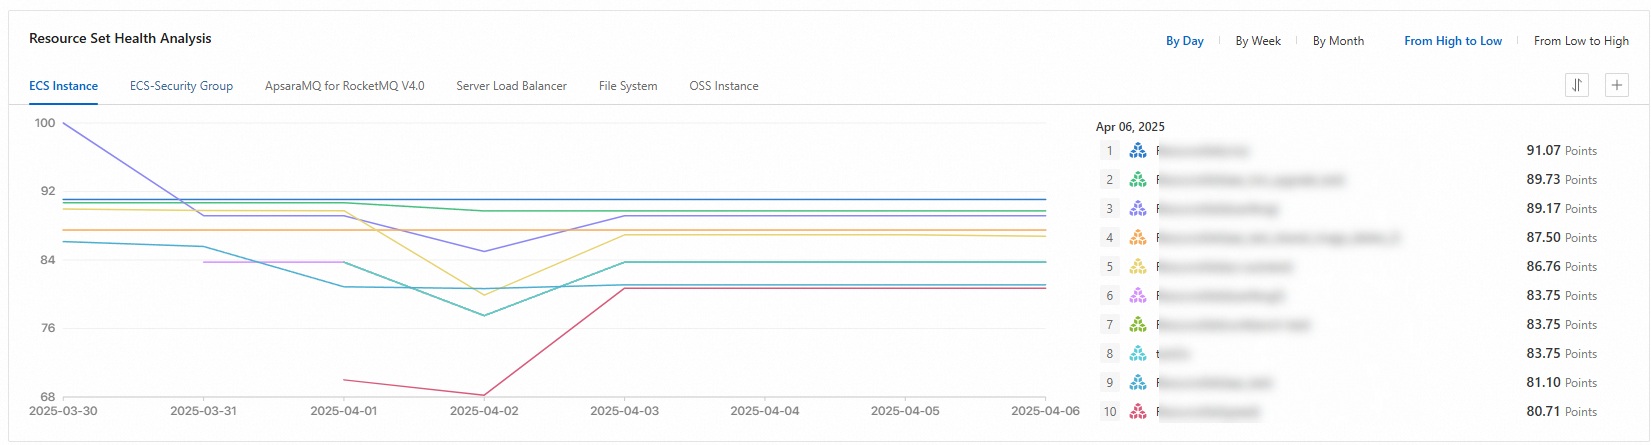 Resource Set Health Analysis
By Day By Week By Month From High to Low From Low to High
ECS Instance ECS-Security Group ApsaraMQ for RocketMQ V4.0 Server Load Balancer File System OSS Instance
100
92
84
76
68
2025-03-30 2025-03-31 2025-04-01 2025-04-02 2025-04-03 2025-04-04 2025-04-05 2025-04-06
Apr 06, 2025
1 91.07 Points
2 89.73 Points
3 89.17 Points
4 87.50 Points
5 86.76 Points
6 83.75 Points
7 83.75 Points
8 83.75 Points
9 81.10 Points
10 80.71 Points